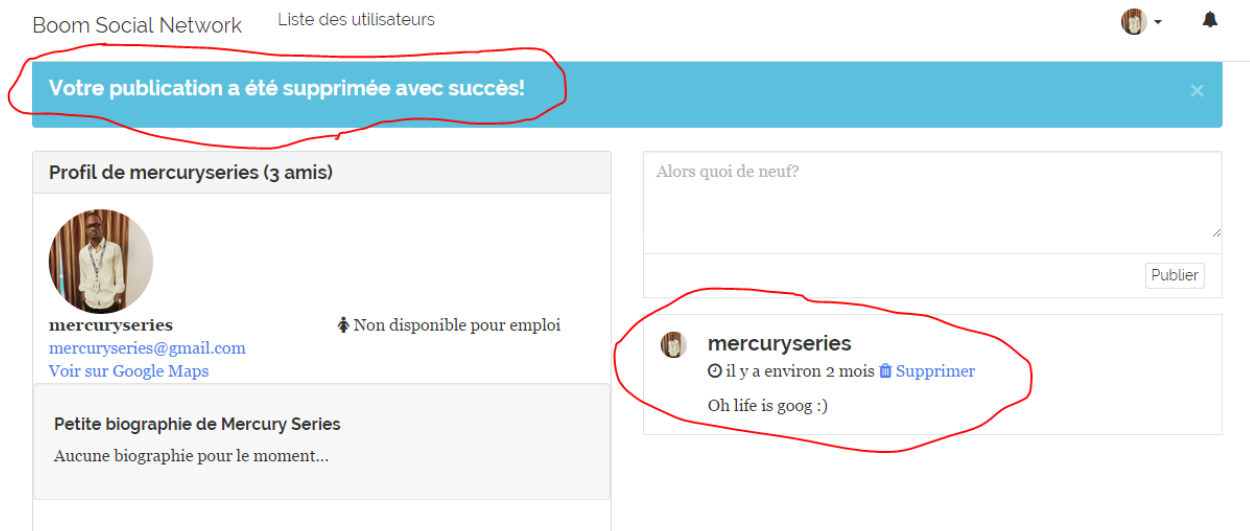 Boom Social Network Liste des utilisateurs
Votre publication a été supprimée avec succès!
×
Profil de mercuryseries (3 amis)
mercuryseries
Non disponible pour emploi
mercuryseries@gmail.com
Voir sur Google Maps
Petite biographie de Mercury Series
Aucune biographie pour le moment...
Alors quoi de neuf?
Publier
mercuryseries
il y a environ 2 mois Supprimer
Oh life is goog :)